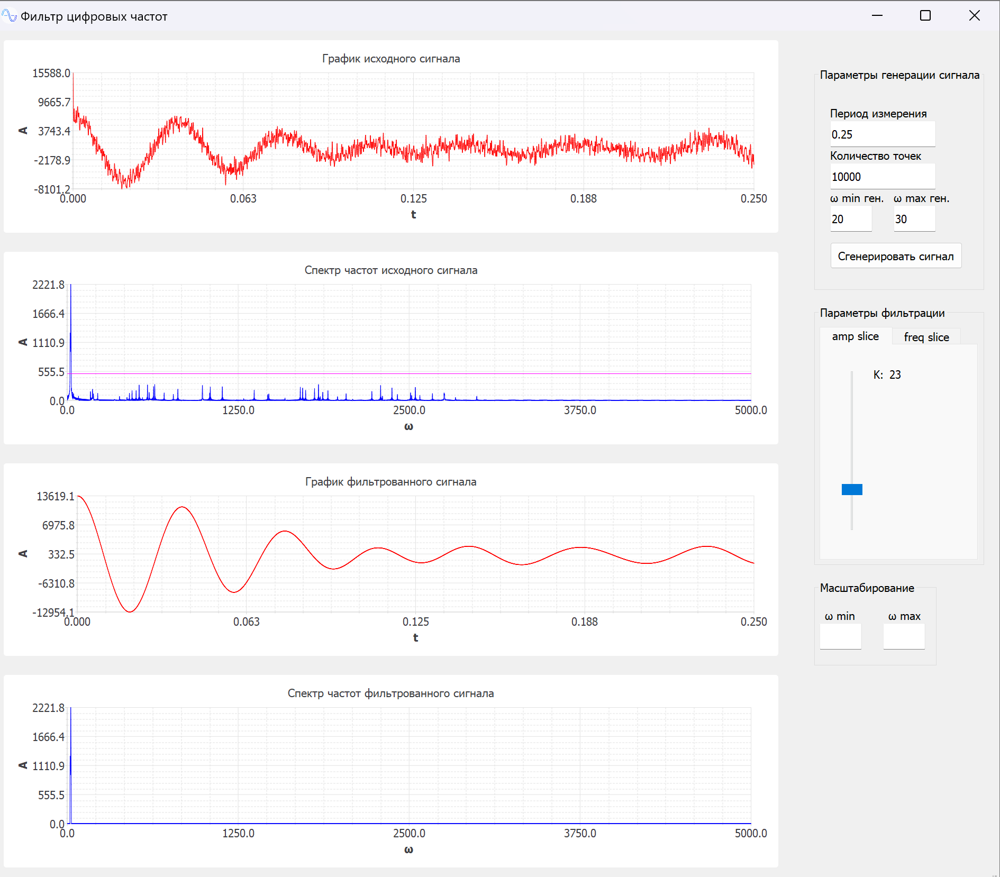 Фильтр цифровых частот
График исходного сигнала
15588.0
9665.7
3743.4
-2178.9
-8101.2
A
0.000 0.063 0.125 0.188 0.250
t
Спектр частот исходного сигнала
2221.8
1666.4
1110.9
555.5
0.0
A
0.0 1250.0 2500.0 3750.0 5000.0
ω
График фильтрованного сигнала
13619.1
6975.8
332.5
-6310.8
-12954.1
A
0.000 0.063 0.125 0.188 0.250
t
Спектр частот фильтрованного сигнала
2221.8
1666.4
1110.9
555.5
0.0
A
0.0 1250.0 2500.0 3750.0 5000.0
ω
Параметры генерации сигнала
Период измерения
0.25
Количество точек
10000
ω min ген. ω max ген.
20 30
Сгенерировать сигнал
Параметры фильтрации
amp slice freq slice
K: 23
Масштабирование
ω min ω max